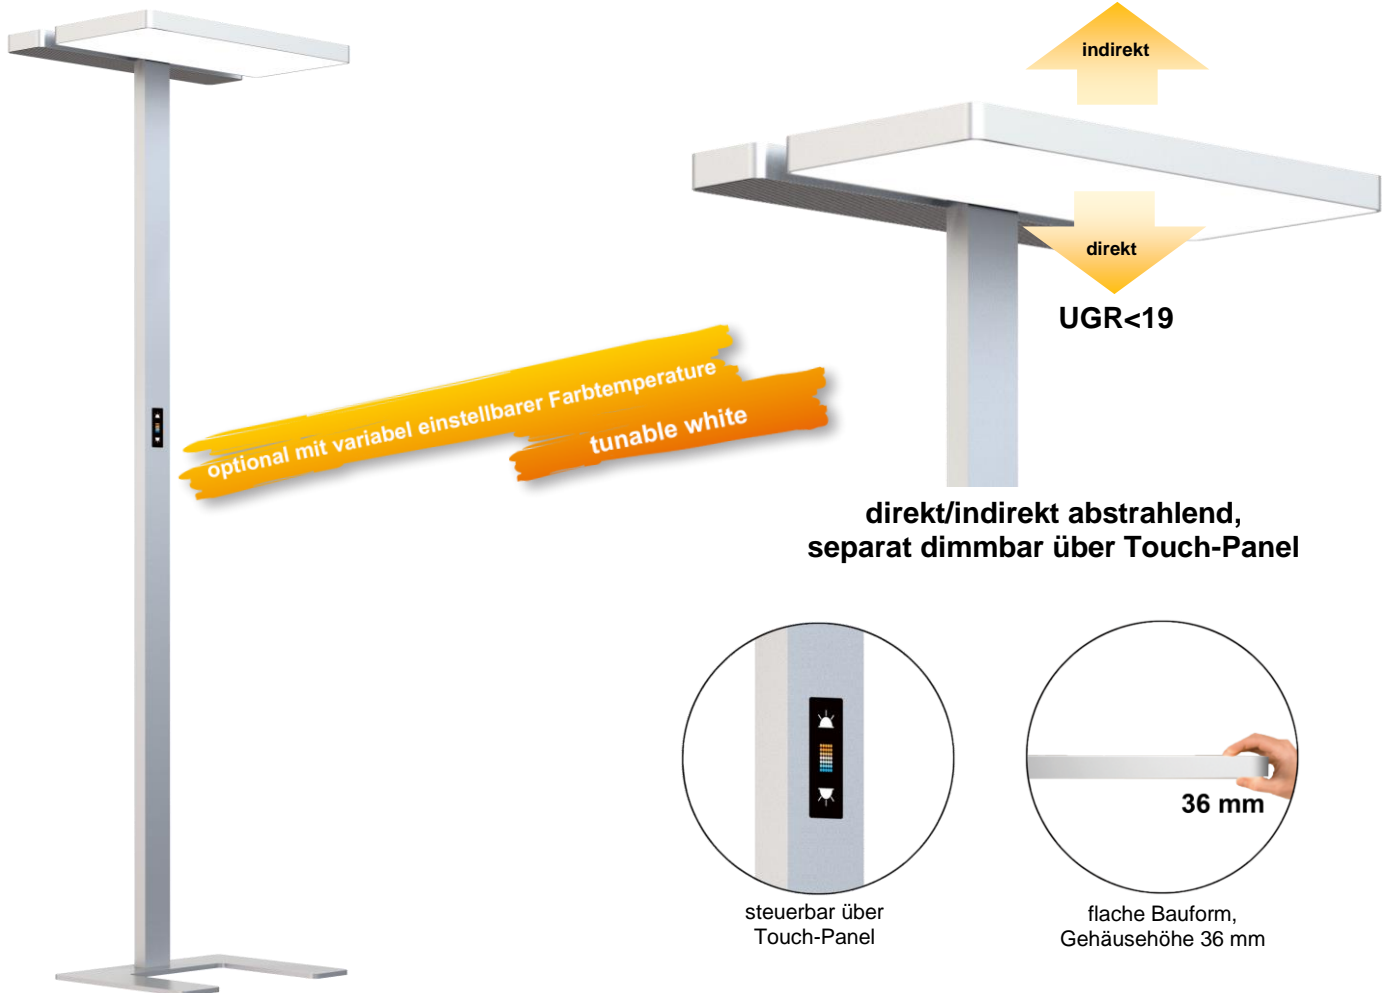 indirekt
direkt
UGR<19
optional mit variabel einstellbarer Farbtemperature
tunable white
direkt/indirekt abstrahlend,
separat dimmbar über Touch-Panel
36 mm
steuerbar über
Touch-Panel
flache Bauform,
Gehäusehöhe 36 mm